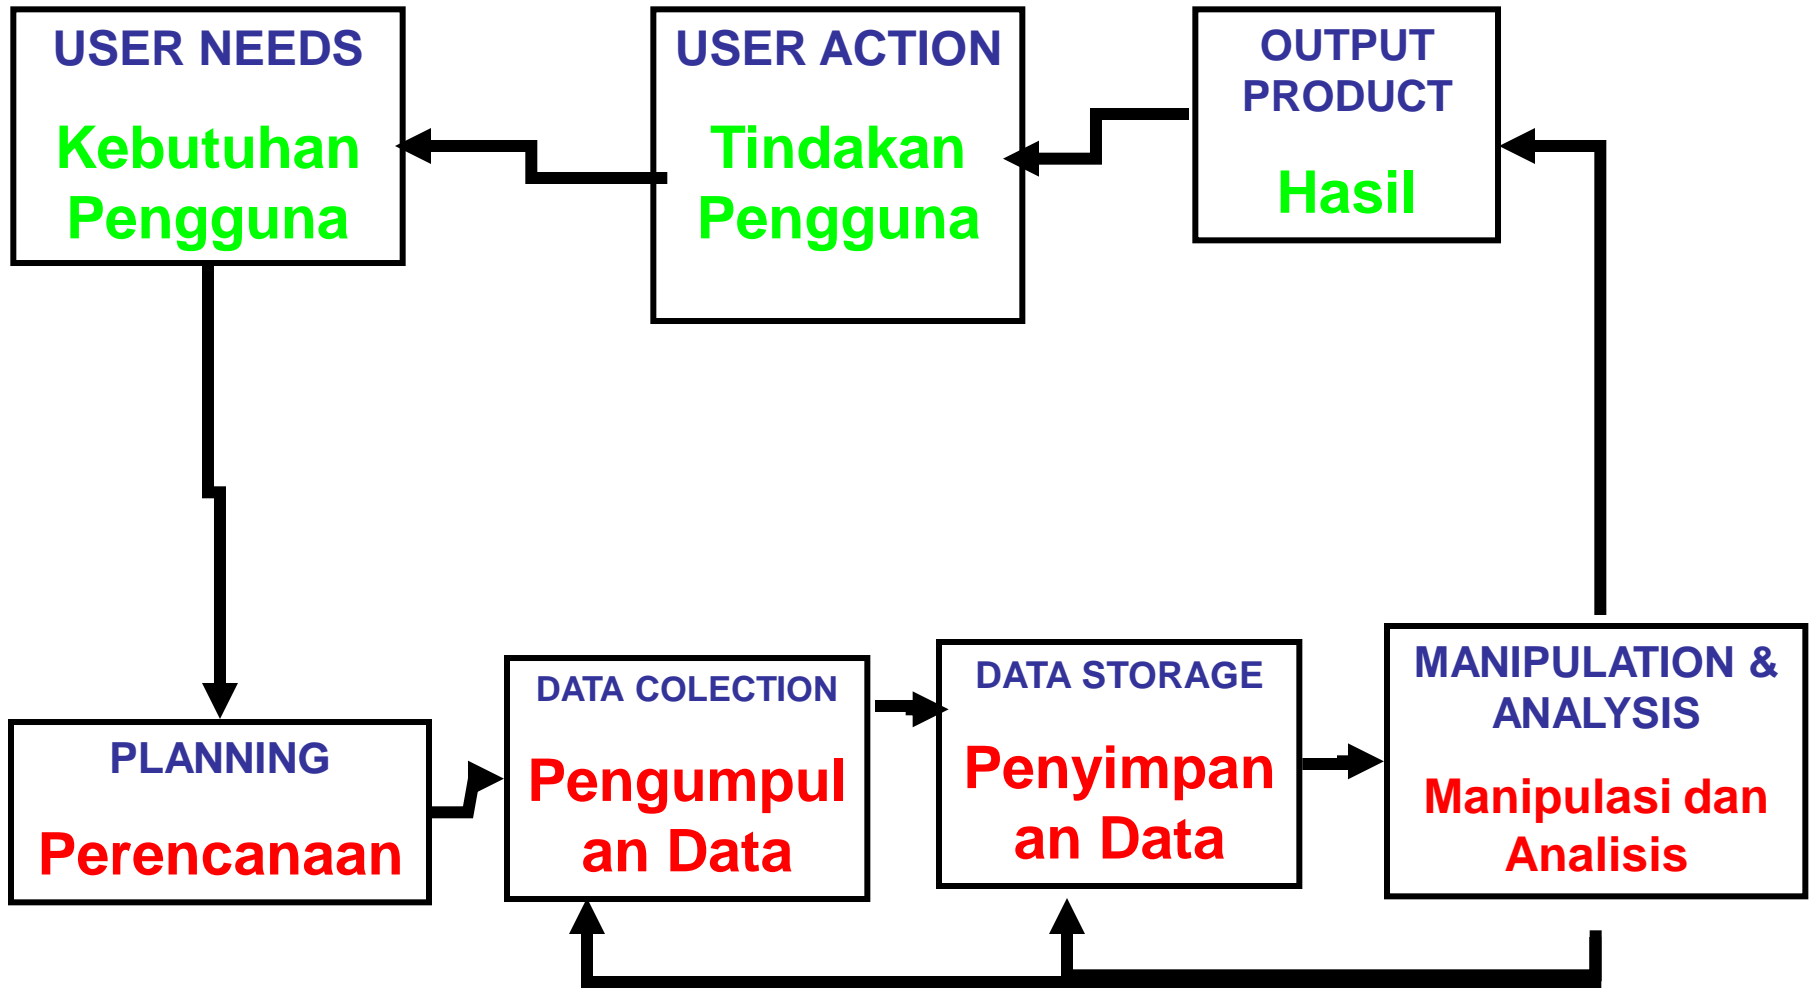 USER NEEDS
Kebutuhan
Pengguna
USER ACTION
Tindakan
Pengguna
OUTPUT
PRODUCT
Hasil
PLANNING
Perencanaan
DATA COLECTION
Pengumpul
an Data
DATA STORAGE
Penyimpan
an Data
MANIPULATION &
ANALYSIS
Manipulasi dan
Analisis